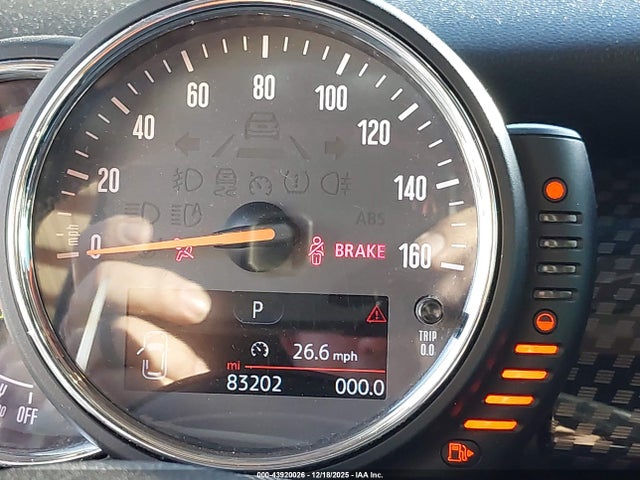 80
60 100
40 120
20 140
mph 0 BRAKE 160
ABS
P
26.6 mph
mi
83202 000.0
TRIP
0.0
OFF
000-43920026 - 12/18/2025 - IAA Inc.